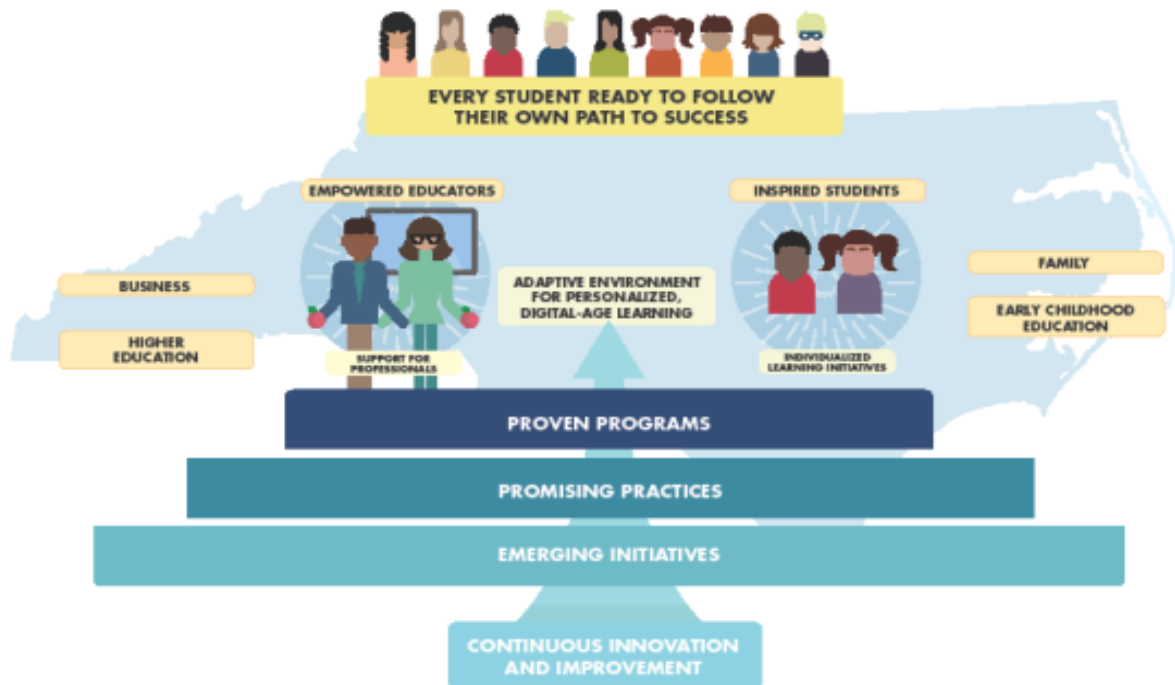 EVERY STUDENT READY TO FOLLOW
THEIR OWN PATH TO SUCCESS
EMPOWERED EDUCATORS
INSPIRED STUDENTS
BUSINESS
HIGHER
EDUCATION
ADAPTIVE ENVIRONMENT
FOR PERSONALIZED,
DIGITAL-AGE LEARNING
FAMILY
EARLY CHILDHOOD
EDUCATION
SUPPORT FOR
PROFESSIONALS
INDIVIDUALIZED
LEARNING INITIATIVES
PROVEN PROGRAMS
PROMISING PRACTICES
EMERGING INITIATIVES
CONTINUOUS INNOVATION
AND IMPROVEMENT